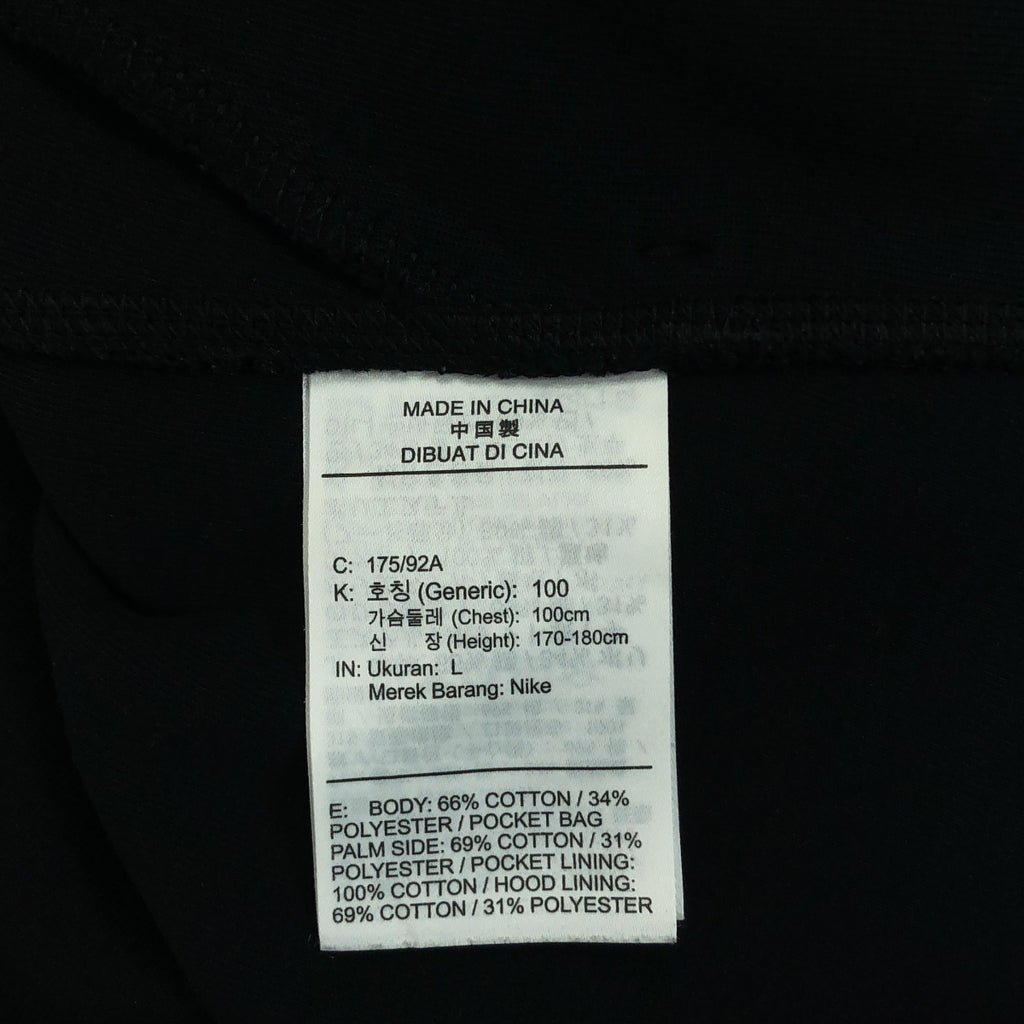 MADE IN CHINA
中国製
DIBUAT DI CINA
C: 175/92A
K: 호칭 (Generic): 100
가슴둘레 (Chest): 100cm
신 장 (Height): 170-180cm
IN: Ukuran: L
Merek Barang: Nike
E: BODY: 66% COTTON / 34%
POLYESTER / POCKET BAG
PALM SIDE: 69% COTTON / 31%
POLYESTER / POCKET LINING:
100% COTTON / HOOD LINING:
69% COTTON / 31% POLYESTER